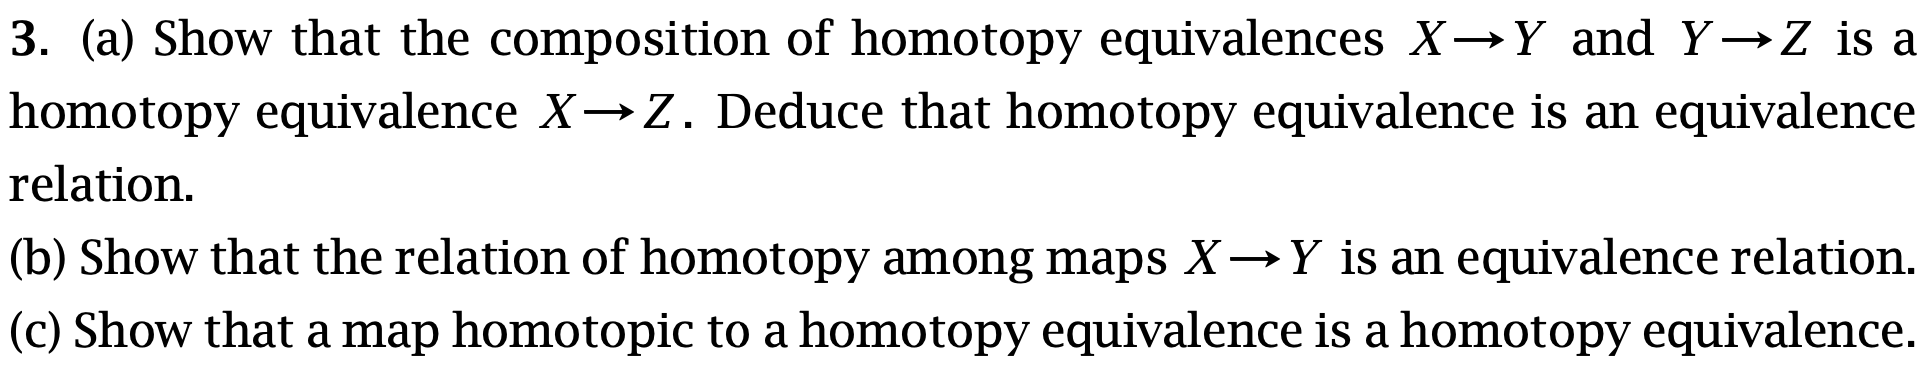 3. (a) Show that the composition of homotopy equivalences X→Y and Y→Z is a
homotopy equivalence X→Z. Deduce that homotopy equivalence is an equivalence
relation.
(b) Show that the relation of homotopy among maps X→Y is an equivalence relation.
(c) Show that a map homotopic to a homotopy equivalence is a homotopy equivalence.